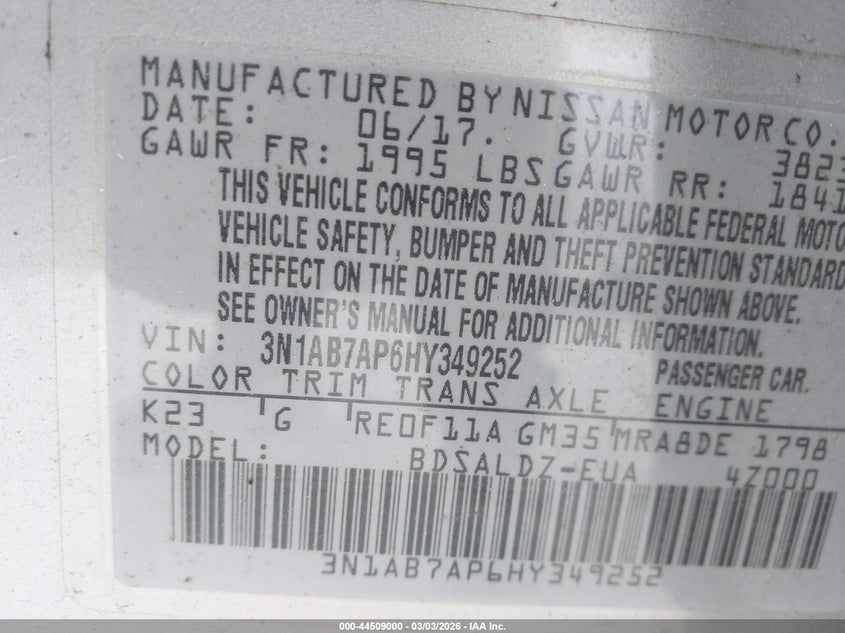 MANUFACTURED BY NISSAN MOTOR CO.
DATE: 06/17. GVWR: 3823
GAWR FR: 1995 LBS GAWR RR: 1841
THIS VEHICLE CONFORMS TO ALL APPLICABLE FEDERAL MOTO
VEHICLE SAFETY, BUMPER AND THEFT PREVENTION STANDARD
IN EFFECT ON THE DATE OF MANUFACTURE SHOWN ABOVE.
SEE OWNER'S MANUAL FOR ADDITIONAL INFORMATION.
VIN: 3N1AB7AP6HY349252 PASSENGER CAR.
COLOR TRIM TRANS AXLE ENGINE
K23 G RE0F11A GM35 MRA8DE 1798
MODEL: BDSALDZ-EUA 4Z000
3N1AB7AP6HY349252
000-44509000 - 03/03/2026 - IAA Inc.